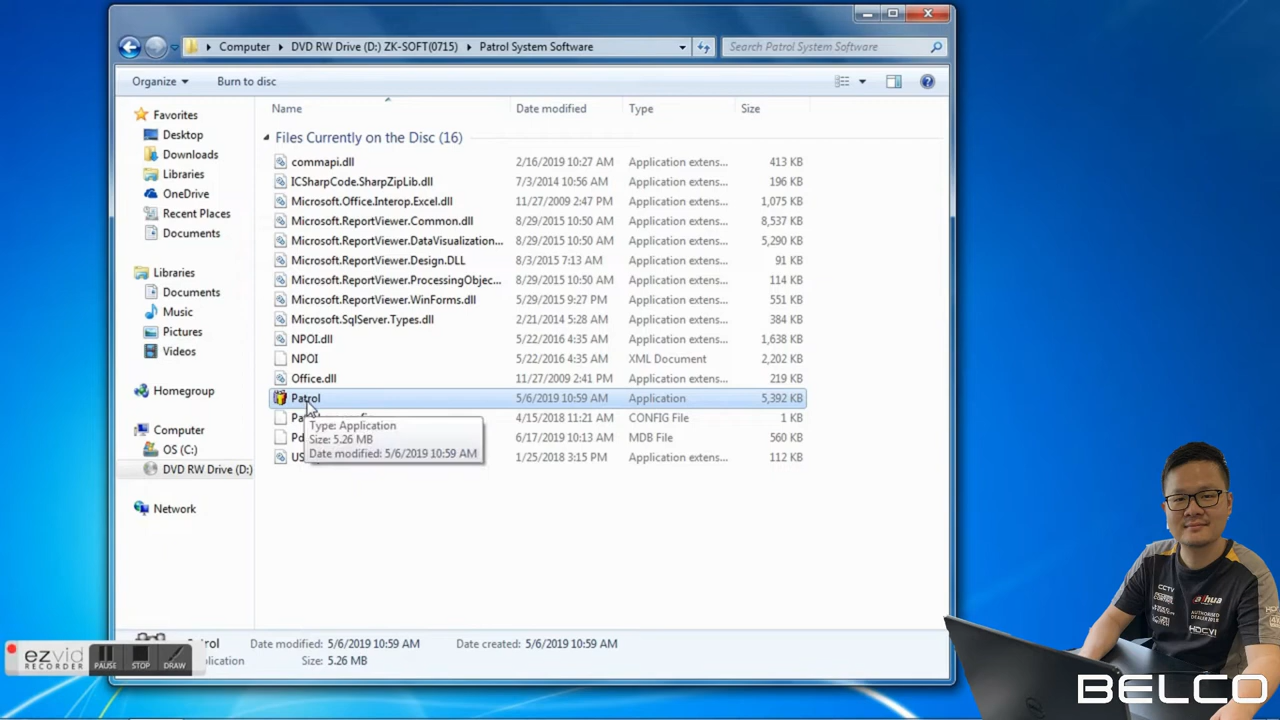 Computer DVD RW Drive (D:) ZK-SOFT(0715) Patrol System Software Search Patrol System Software
Organize Burn to disc
Name Date modified Type Size
Favorites
Desktop
Downloads
Libraries
OneDrive
Recent Places
Documents
Libraries
Documents
Music
Pictures
Videos
Homegroup
Computer
OS (C:)
DVD RW Drive (D:)
Network
Files Currently on the Disc (16)
commapi.dll 2/16/2019 10:27 AM Application extens... 413 KB
ICSharpCode.SharpZipLib.dll 7/3/2014 10:56 AM Application extens... 196 KB
Microsoft.Office.Interop.Excel.dll 11/27/2009 2:47 PM Application extens... 1,075 KB
Microsoft.ReportViewer.Common.dll 8/29/2015 10:50 AM Application extens... 8,537 KB
Microsoft.ReportViewer.DataVisualization... 8/29/2015 10:50 AM Application extens... 5,290 KB
Microsoft.ReportViewer.Design.DLL 8/3/2015 7:13 AM Application extens... 91 KB
Microsoft.ReportViewer.ProcessingObjec... 8/29/2015 10:50 AM Application extens... 114 KB
Microsoft.ReportViewer.WinForms.dll 5/29/2015 9:27 PM Application extens... 551 KB
Microsoft.SqlServer.Types.dll 2/21/2014 5:28 AM Application extens... 384 KB
NPOI.dll 5/22/2016 4:35 AM Application extens... 1,638 KB
NPOI 5/22/2016 4:35 AM XML Document 2,202 KB
Office.dll 11/27/2009 2:41 PM Application extens... 219 KB
Patrol 5/6/2019 10:59 AM Application 5,392 KB
4/15/2018 11:21 AM CONFIG File 1 KB
6/17/2019 10:13 AM MDB File 560 KB
1/25/2018 3:15 PM Application extens... 112 KB
Type: Application
Size: 5.26 MB
Date modified: 5/6/2019 10:59 AM
Date modified: 5/6/2019 10:59 AM Date created: 5/6/2019 10:59 AM
Size: 5.26 MB
ezvid
RECORDER
PAUSE STOP DRAW
CCTV
alhua
AUTHORISED
HDCVI
BELCO